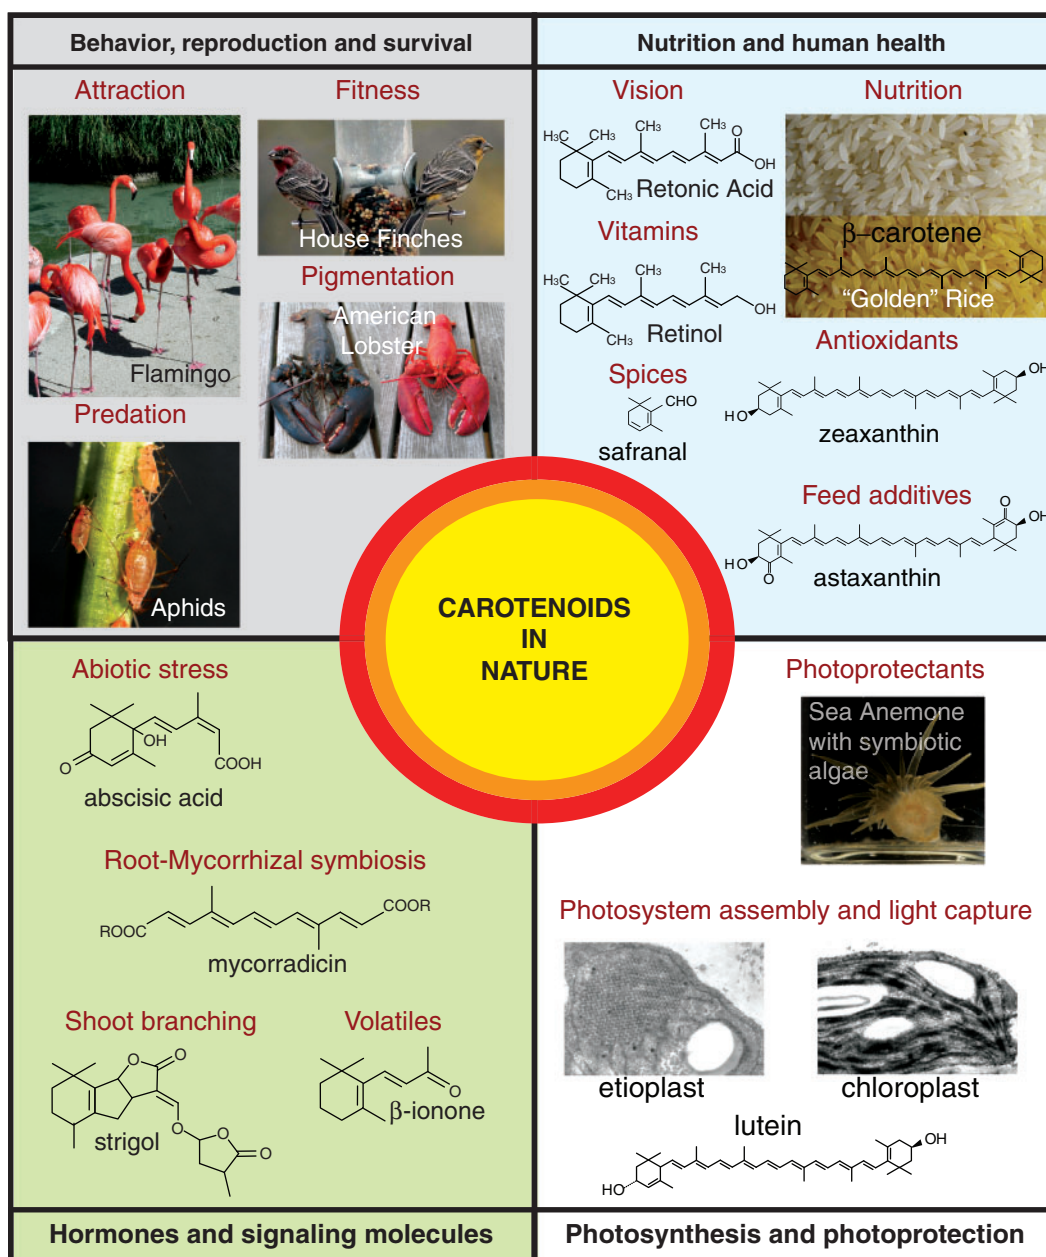 Behavior, reproduction and survival
Nutrition and human health
Attraction
Fitness
Flamingo
House Finches
Pigmentation
American
Lobster
Predation
Aphids
Vision
H3C
CH3
CH3
CH3
CH3
O
OH
CH3
Retonic Acid
Nutrition
Vitamins
H3C
CH3
CH3
CH3
OH
CH3
Retinol
β–carotene
"Golden" Rice
Spices
CHO
safranal
Antioxidants
OH
HO
zeaxanthin
Feed additives
O
OH
HO
O
astaxanthin
CAROTENOIDS
IN
NATURE
Abiotic stress
OH
O
COOH
abscisic acid
Root-Mycorrhizal symbiosis
COOR
ROOC
mycorradicin
Shoot branching
O
O
O
O
O
strigol
Volatiles
O
β-ionone
Photoprotectants
Sea Anemone
with symbiotic
algae
Photosystem assembly and light capture
etioplast
chloroplast
lutein
OH
HO
Hormones and signaling molecules
Photosynthesis and photoprotection